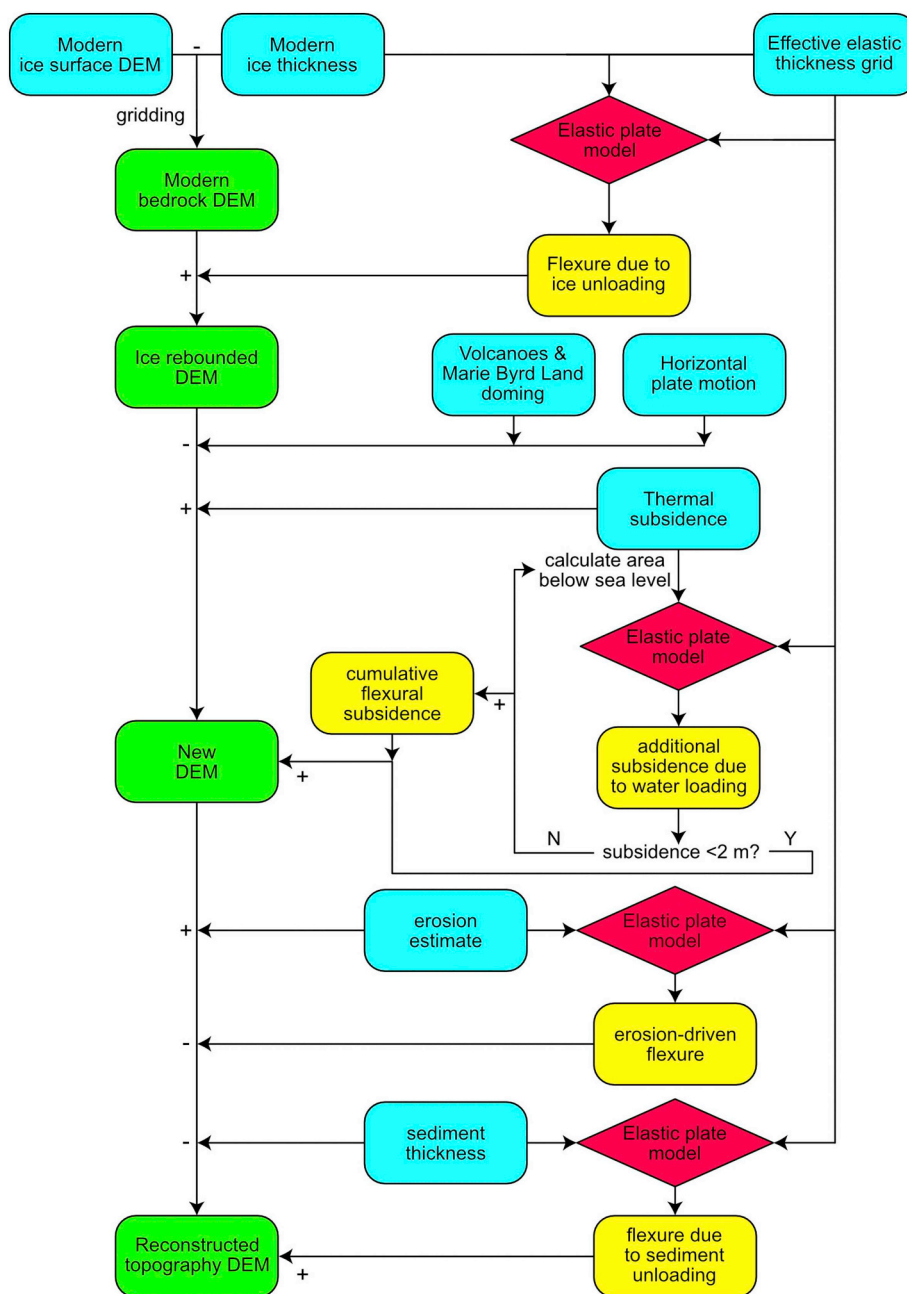 Modern
ice surface DEM
-
Modern
ice thickness
Effective elastic
thickness grid
gridding
Elastic plate
model
Modern
bedrock DEM
+
Flexure due to
ice unloading
Ice rebounded
DEM
Volcanoes &
Marie Byrd Land
doming
Horizontal
plate motion
-
+
Thermal
subsidence
calculate area
below sea level
Elastic plate
model
cumulative
flexural
subsidence
+
New
DEM
+
additional
subsidence due
to water loading
N
subsidence <2 m?
Y
+
erosion
estimate
Elastic plate
model
-
erosion-driven
flexure
-
sediment
thickness
Elastic plate
model
Reconstructed
topography DEM
+
flexure due
to sediment
unloading